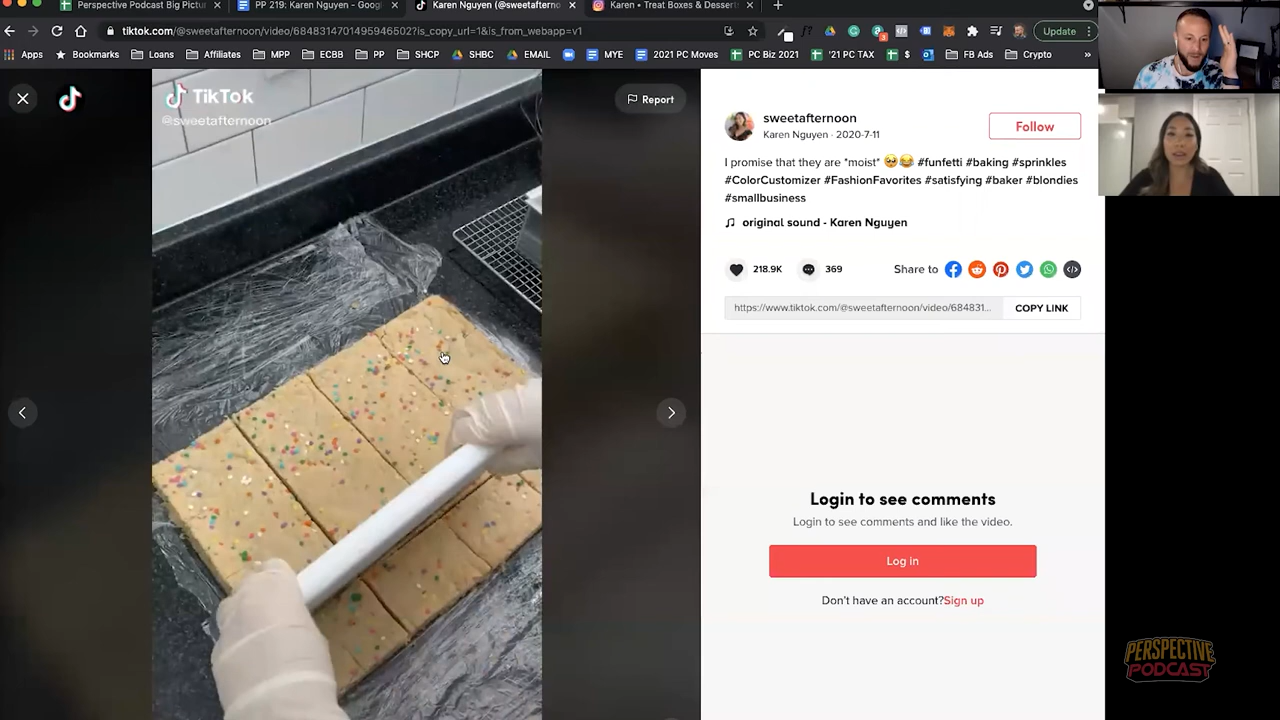 Perspective Podcast Big Pictu
PP 219: Karen Nguyen - Googl
Karen Nguyen (@sweetafterno
Karen • Treat Boxes & Dessert
tiktok.com/@sweetafternoon/video/6848314701495946502?is_copy_url=1&is_from_webapp=v1
Update
Apps
Bookmarks
Loans
Affiliates
MPP
ECBB
PP
SHCP
SHBG
EMAIL
MYE
2021 PC Moves
PC Biz 2021
'21 PC TAX
$
FB Ads
Crypto
»
TikTok
@sweetafternoon
Report
sweetafternoon
Karen Nguyen · 2020-7-11
Follow
I promise that they are *moist* 🥺😂 #funfetti #baking #sprinkles
#ColorCustomizer #FashionFavorites #satisfying #baker #blondies
#smallbusiness
original sound - Karen Nguyen
218.9K
369
Share to
https://www.tiktok.com/@sweetafternoon/video/684831...
COPY LINK
Login to see comments
Login to see comments and like the video.
Log in
Don't have an account?Sign up
PERSPECTIVE
PODCAST